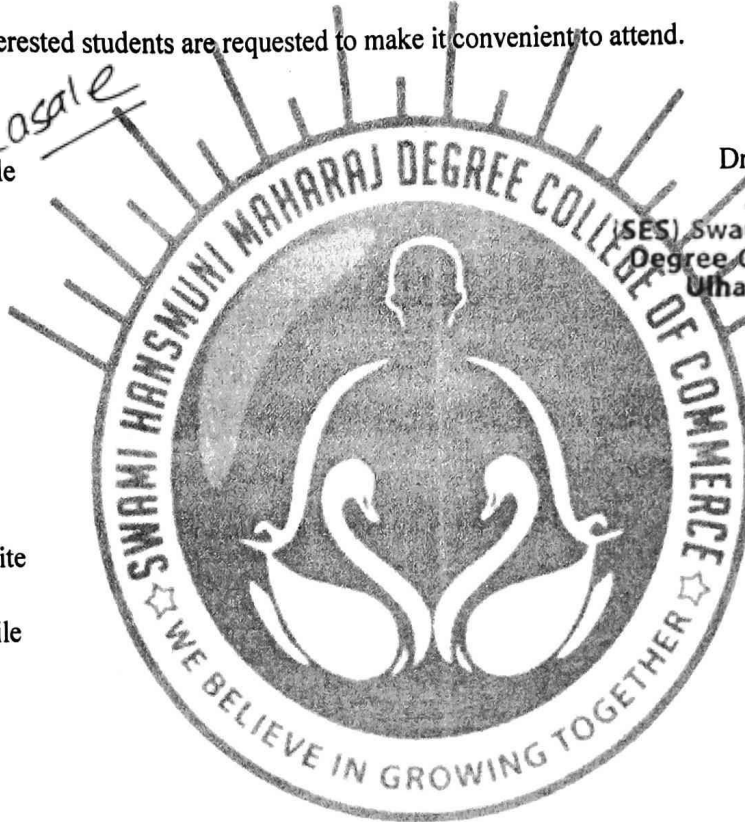 erested students are requested to make it convenient to attend.
asale
le
Dr
(SES) Swa
Degree C
Ulha
SWAMI HANSMUNI MAHARAJ DEGREE COLLEGE OF COMMERCE
ite
ile
☆ WE BELIEVE IN GROWING TOGETHER ☆